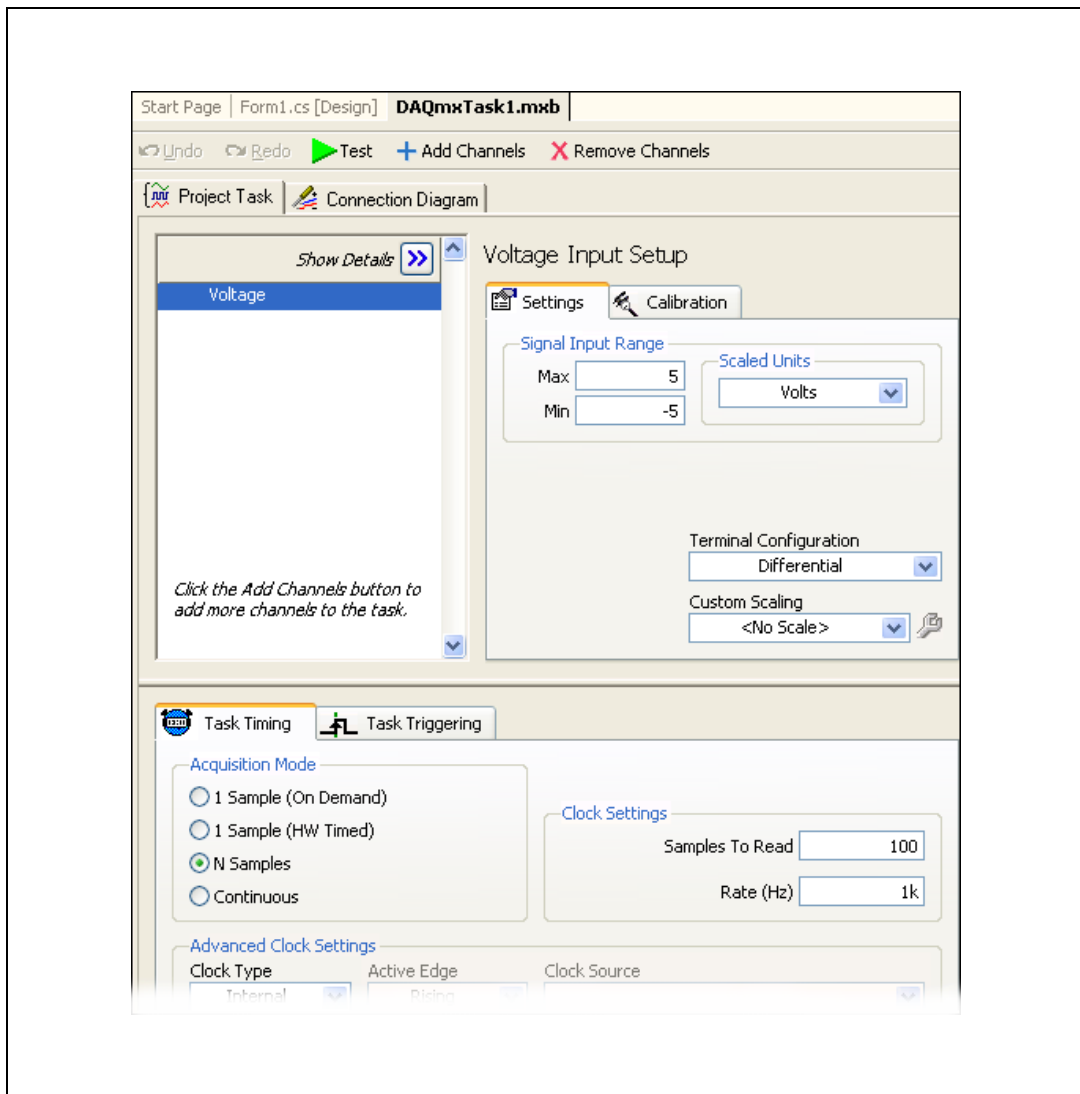 Start Page | Form1.cs [Design] DAQmxTask1.mxb
Undo Redo Test Add Channels Remove Channels
Project Task Connection Diagram
Show Details
Voltage
Click the Add Channels button to
add more channels to the task.
Voltage Input Setup
Settings Calibration
Signal Input Range
Max 5
Min -5
Scaled Units
Volts
Terminal Configuration
Differential
Custom Scaling
<No Scale>
Task Timing Task Triggering
Acquisition Mode
1 Sample (On Demand)
1 Sample (HW Timed)
N Samples
Continuous
Clock Settings
Samples To Read 100
Rate (Hz) 1k
Advanced Clock Settings
Clock Type Active Edge Clock Source
Internal Rising